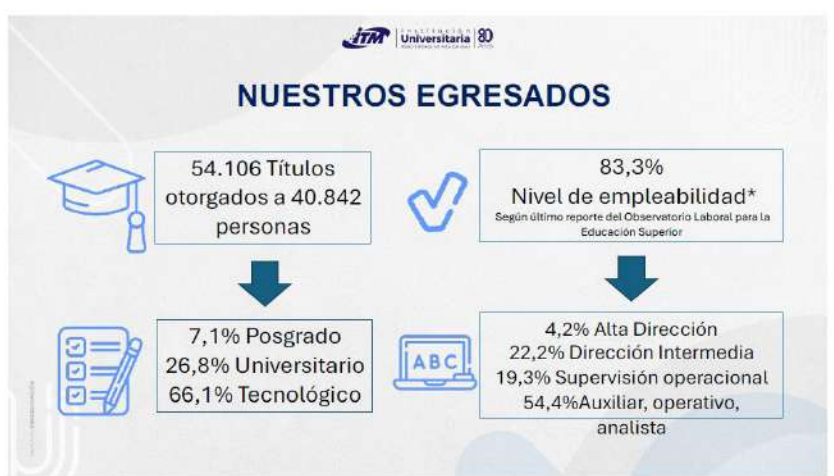 ITM
Institución
Universitaria
80
NUESTROS EGRESADOS
54.106 Títulos
otorgados a 40.842
personas
83,3%
Nivel de empleabilidad*
Según último reporte del Observatorio Laboral para la
Educación Superior
7,1% Posgrado
26,8% Universitario
66,1% Tecnológico
ABC
4,2% Alta Dirección
22,2% Dirección Intermedia
19,3% Supervisión operacional
54,4%Auxiliar, operativo,
analista